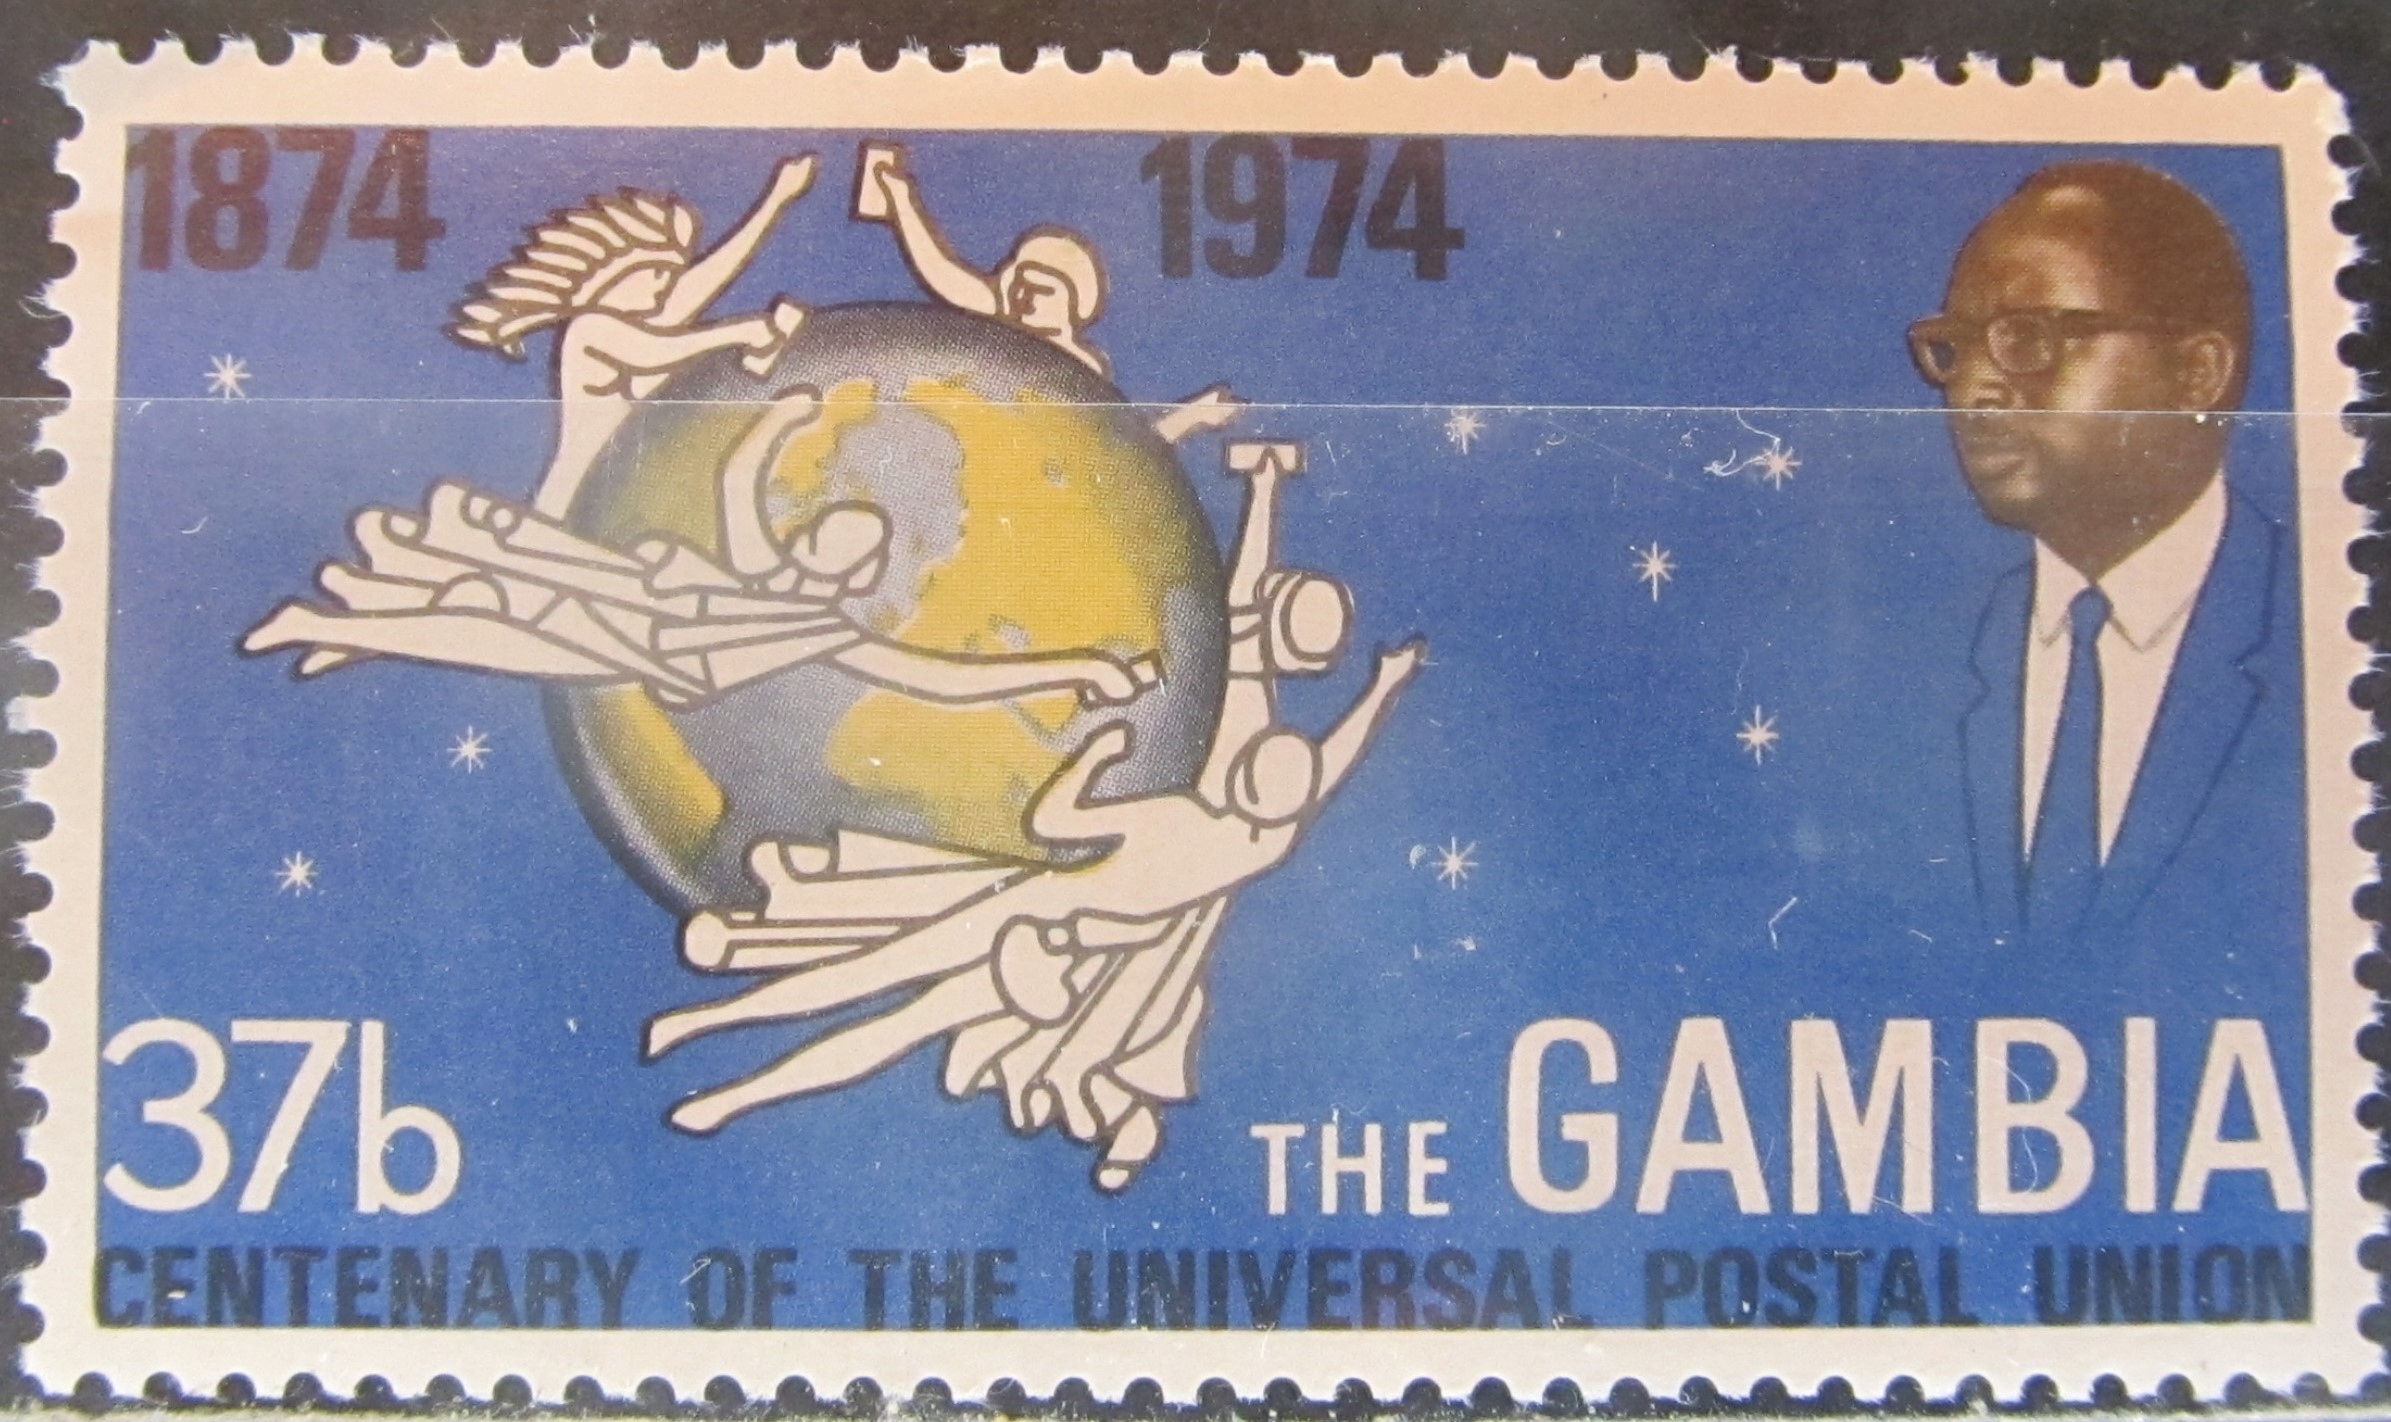 1874 1974
37b
THE GAMBIA
CENTENARY OF THE UNIVERSAL POSTAL UNION